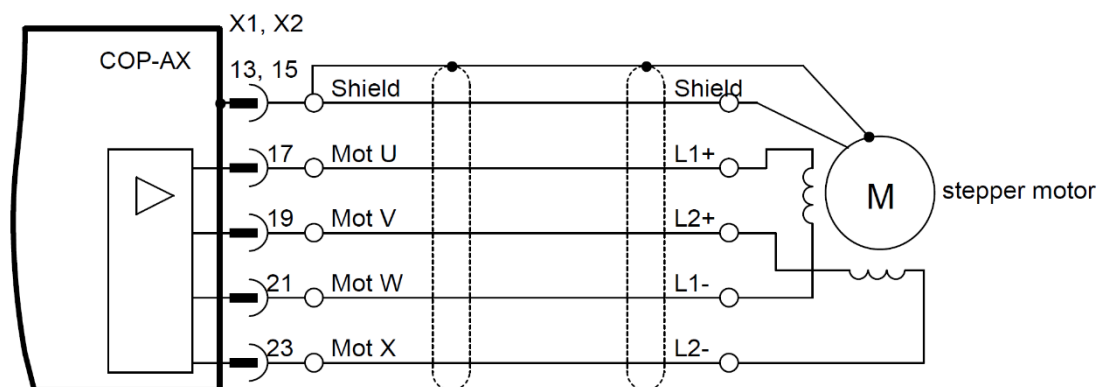 X1, X2
COP-AX
13, 15
Shield Shield
17 Mot U L1+
M stepper motor
19 Mot V L2+
21 Mot W L1-
23 Mot X L2-